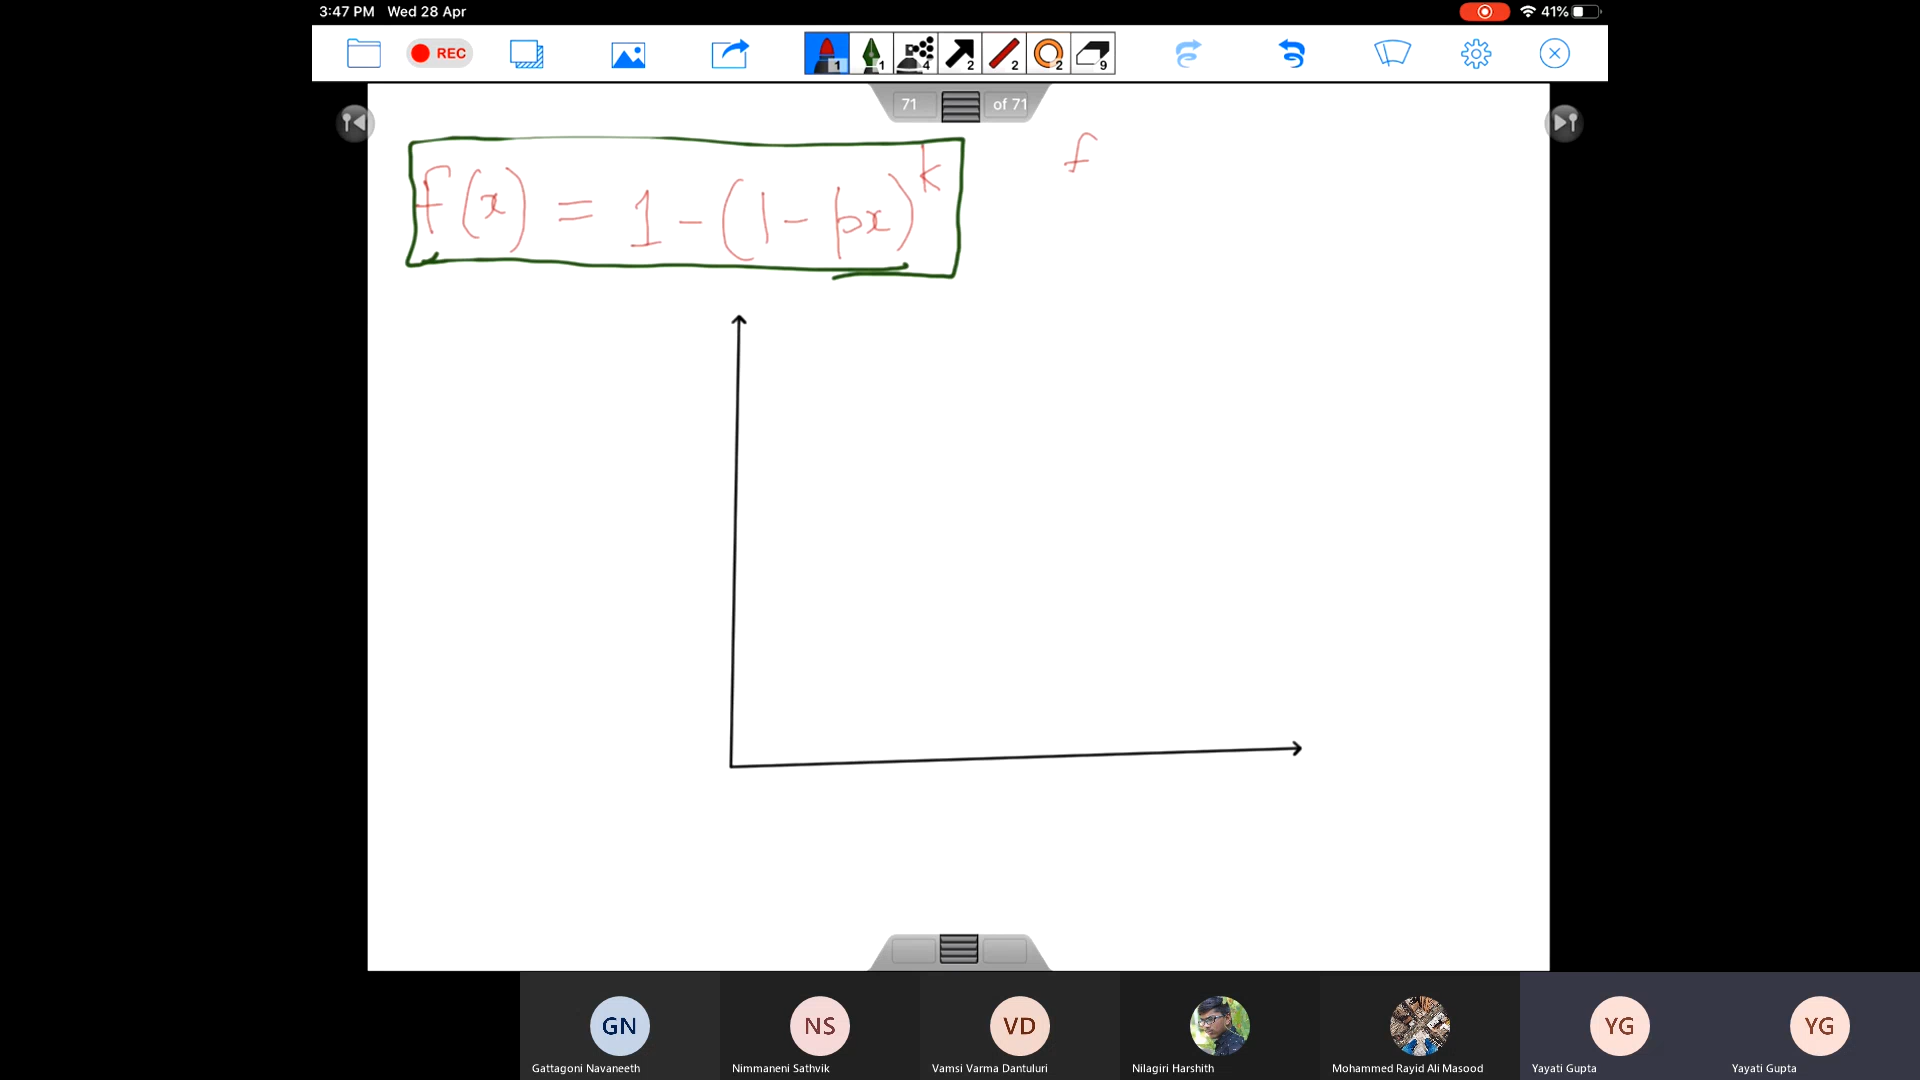 3:47 PM Wed 28 Apr
41%
REC
1
1
4
2
2
2
9
71 of 71
f(x) = 1 - (1 - px)^k
f
GN
NS
VD
YG
YG
Gattagoni Navaneeth
Nimmaneni Sathvik
Vamsi Varma Dantuluri
Nilagiri Harshith
Mohammed Rayid Ali Masood
Yayati Gupta
Yayati Gupta